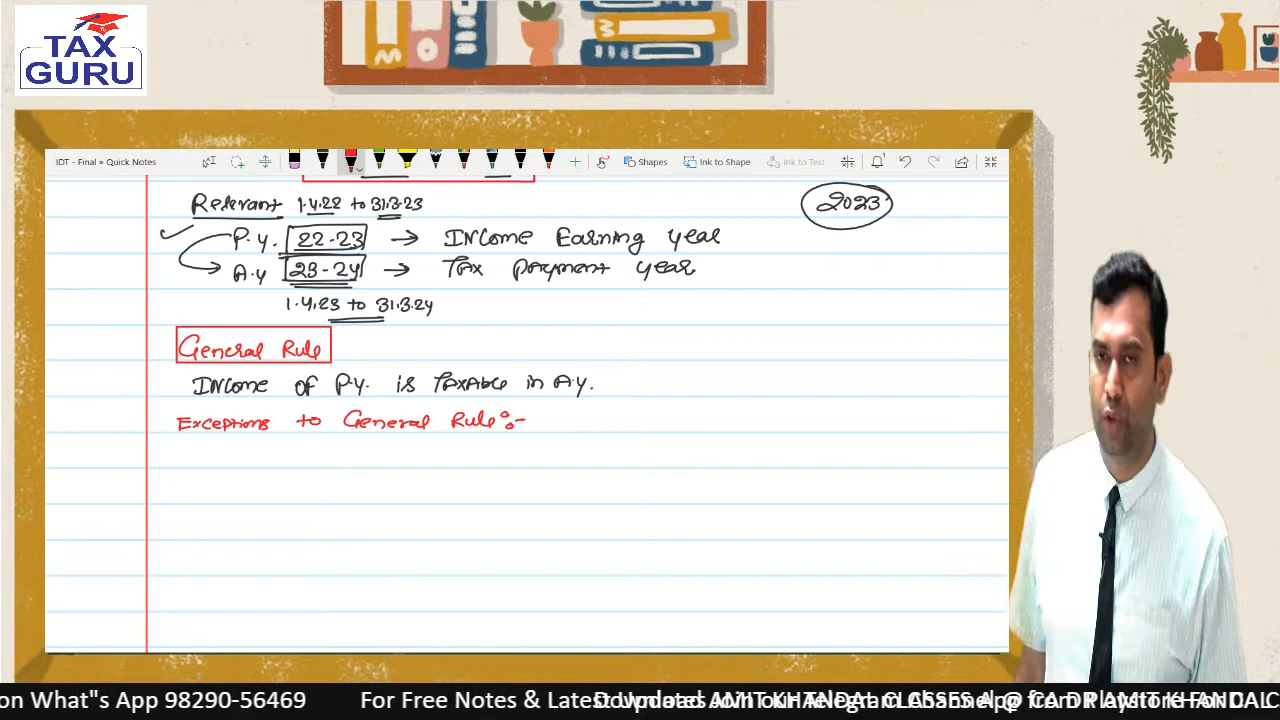 TAX
GURU
IDT - Final » Quick Notes
Shapes
Ink to Shape
Ink to Text
Relevant 1.4.22 to 31.3.23
2023
P.Y. 22-23 → Income Earning Year
A.Y 23-24 → Tax Payment Year
1.4.23 to 31.3.24
General Rule
Income of P.Y. is Taxable in A.Y.
Exceptions to General Rule:-
on What"s App 98290-56469 For Free Notes & Latest